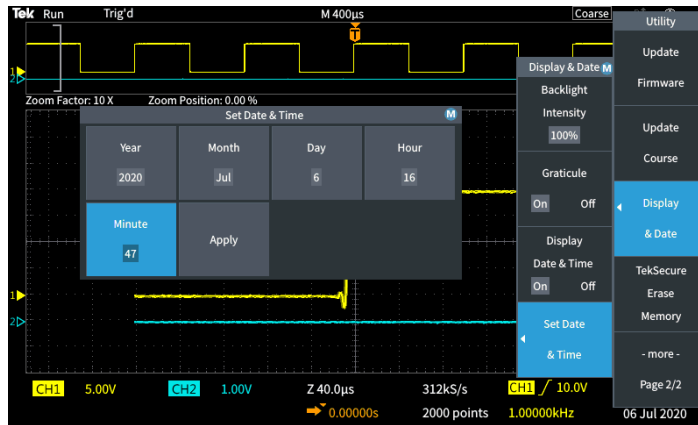 Tek Run Trig'd M 400µs Coarse
Utility
Update
Firmware
Update
Course
Display
& Date
TekSecure
Erase
Memory
- more -
Page 2/2
T
1
2
Zoom Factor: 10 X Zoom Position: 0.00 %
Display & Date M
Backlight
Intensity
100%
Graticule
On Off
Display
Date & Time
On Off
Set Date
& Time
Set Date & Time M
Year Month Day Hour
2020 Jul 6 16
Minute
47
Apply
1
2
CH1 5.00V CH2 1.00V Z 40.0µs 312kS/s CH1 10.0V
0.00000s 2000 points 1.00000kHz 06 Jul 2020